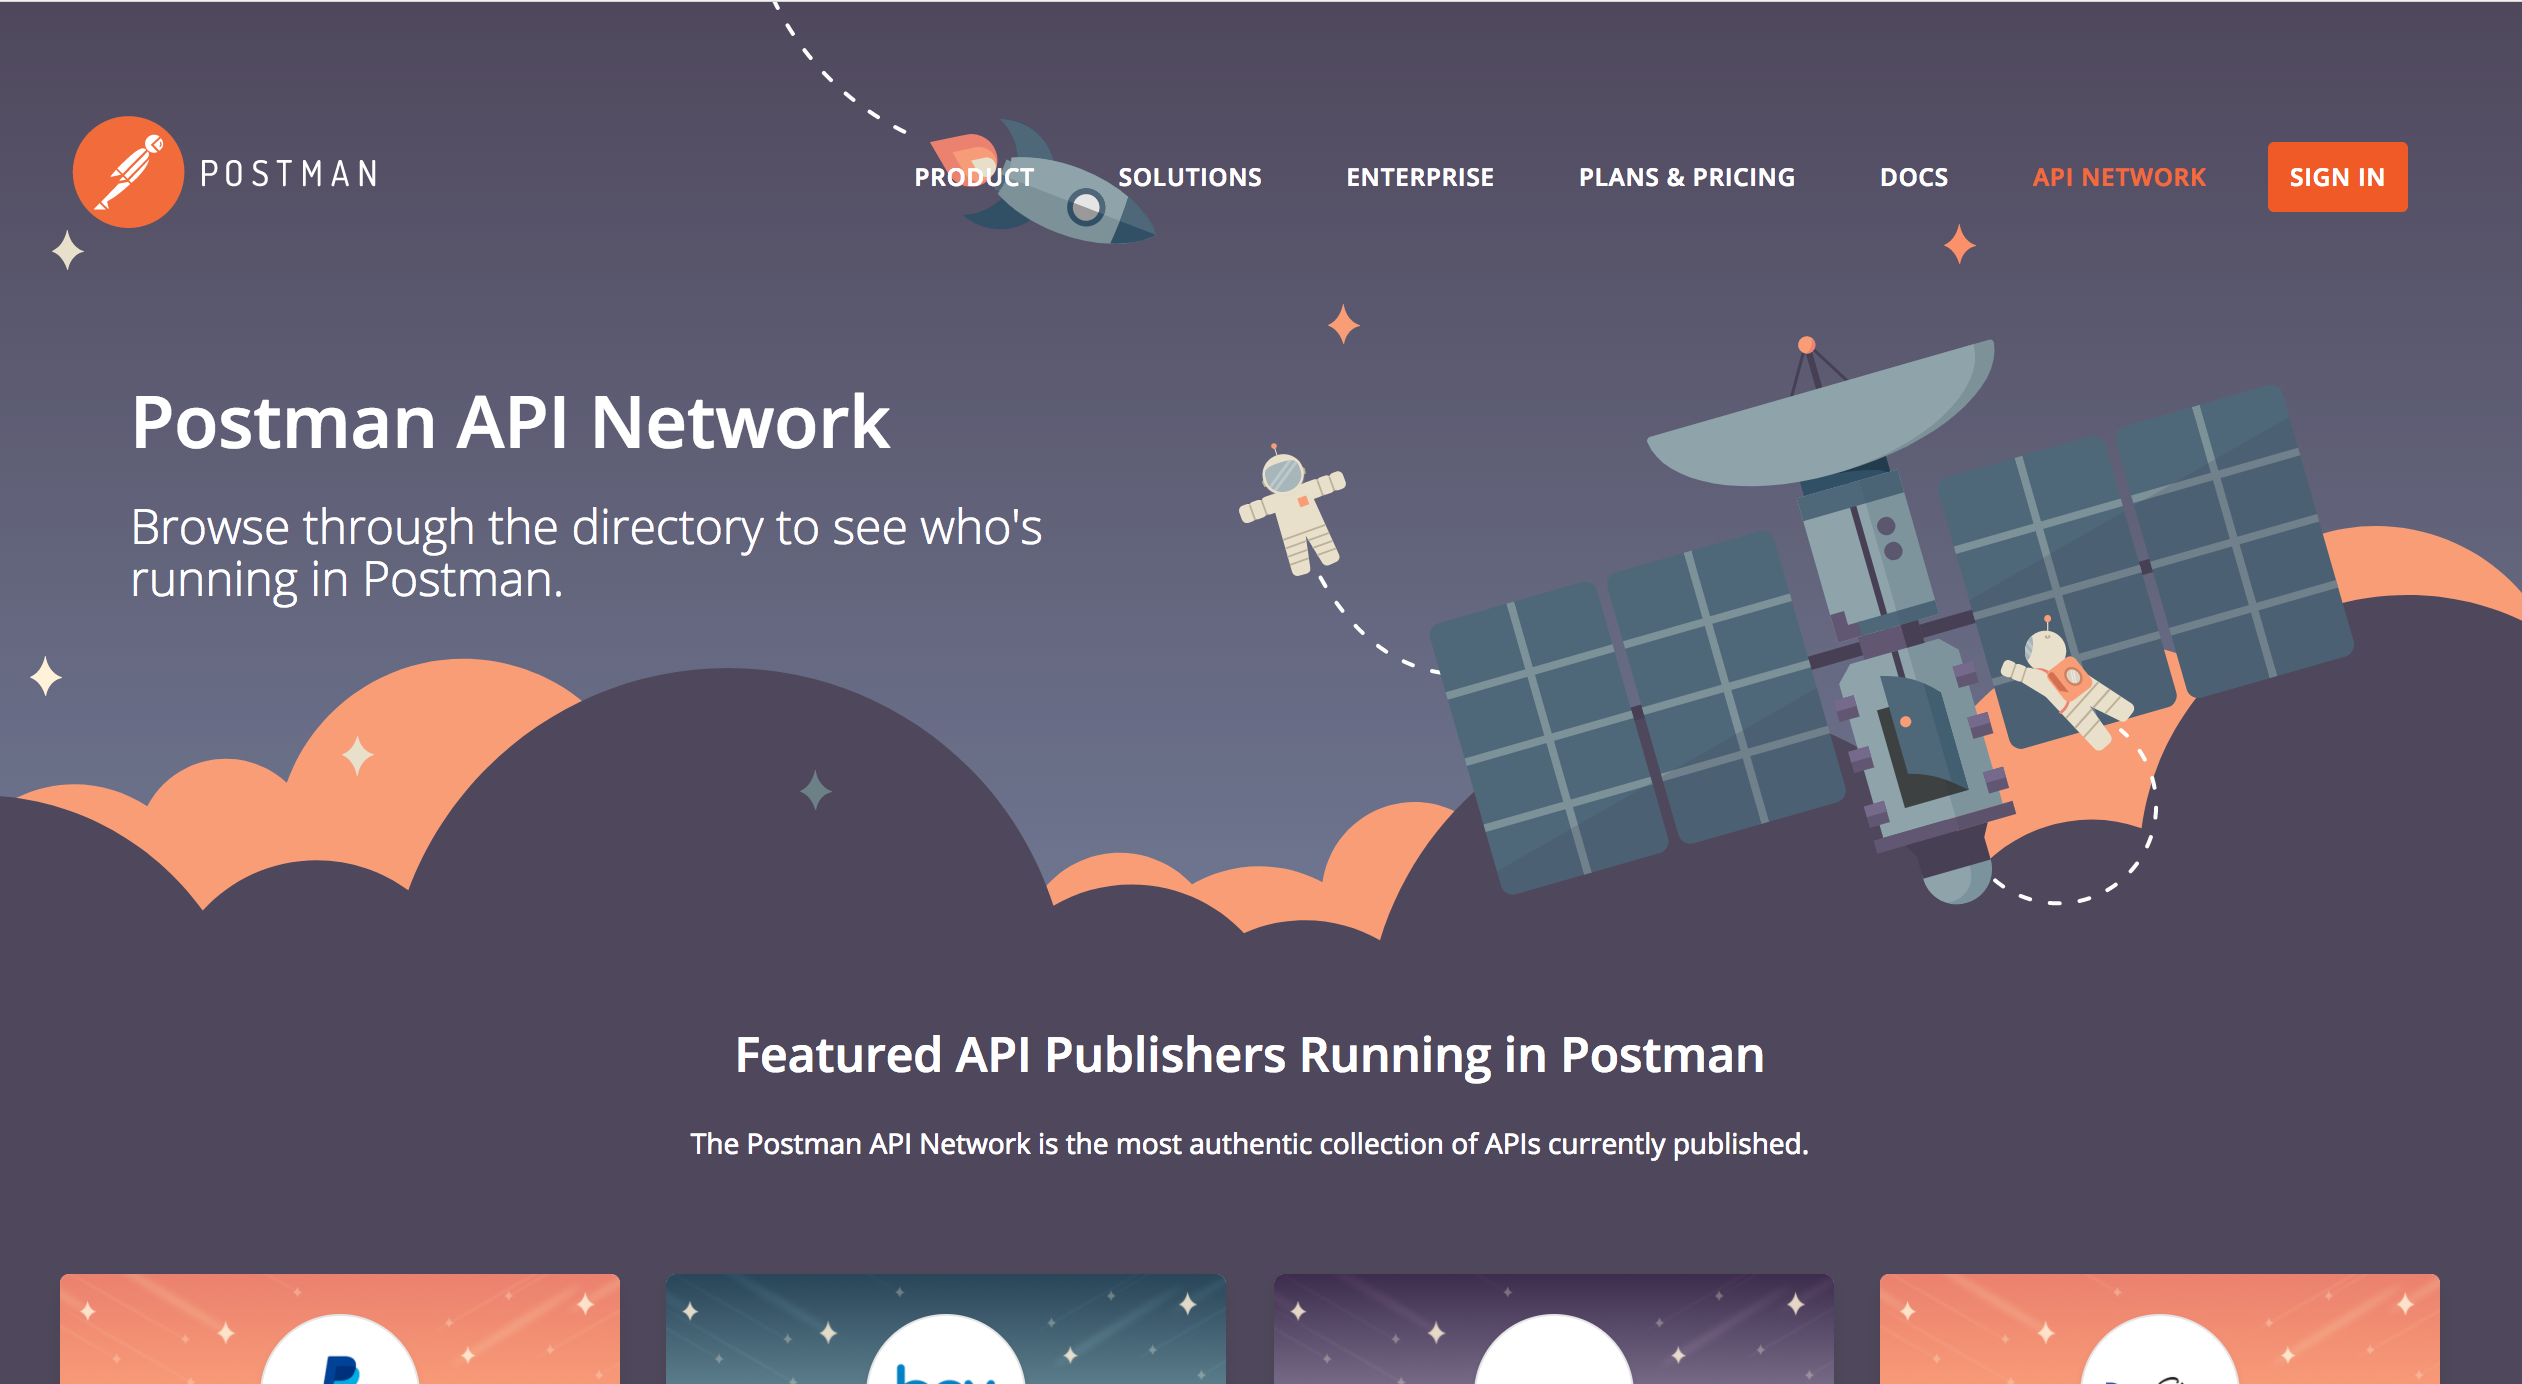 POSTMAN
PRODUCT
SOLUTIONS
ENTERPRISE
PLANS & PRICING
DOCS
API NETWORK
SIGN IN
Postman API Network
Browse through the directory to see who's
running in Postman.
Featured API Publishers Running in Postman
The Postman API Network is the most authentic collection of APIs currently published.